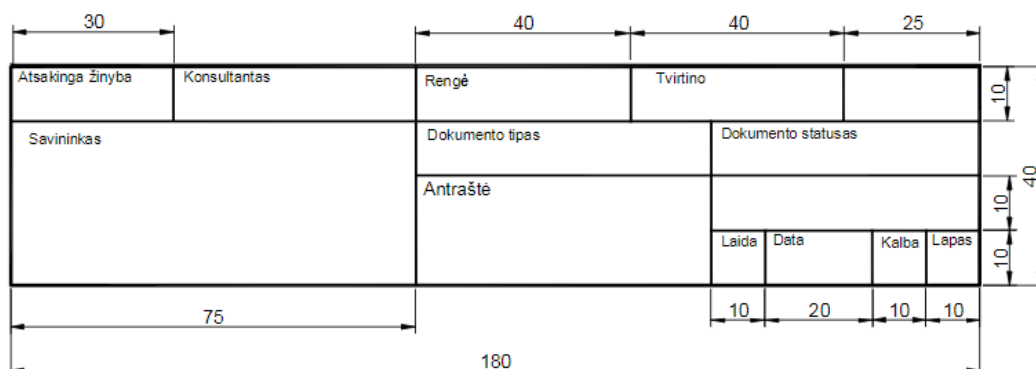 30 40 40 25
Atsakinga žinyba Konsultantas Rengė Tvirtino
10
Savininkas Dokumento tipas Dokumento statusas
40
Antraštė
10
Laida Data Kalba Lapas
10
75 10 20 10 10
180